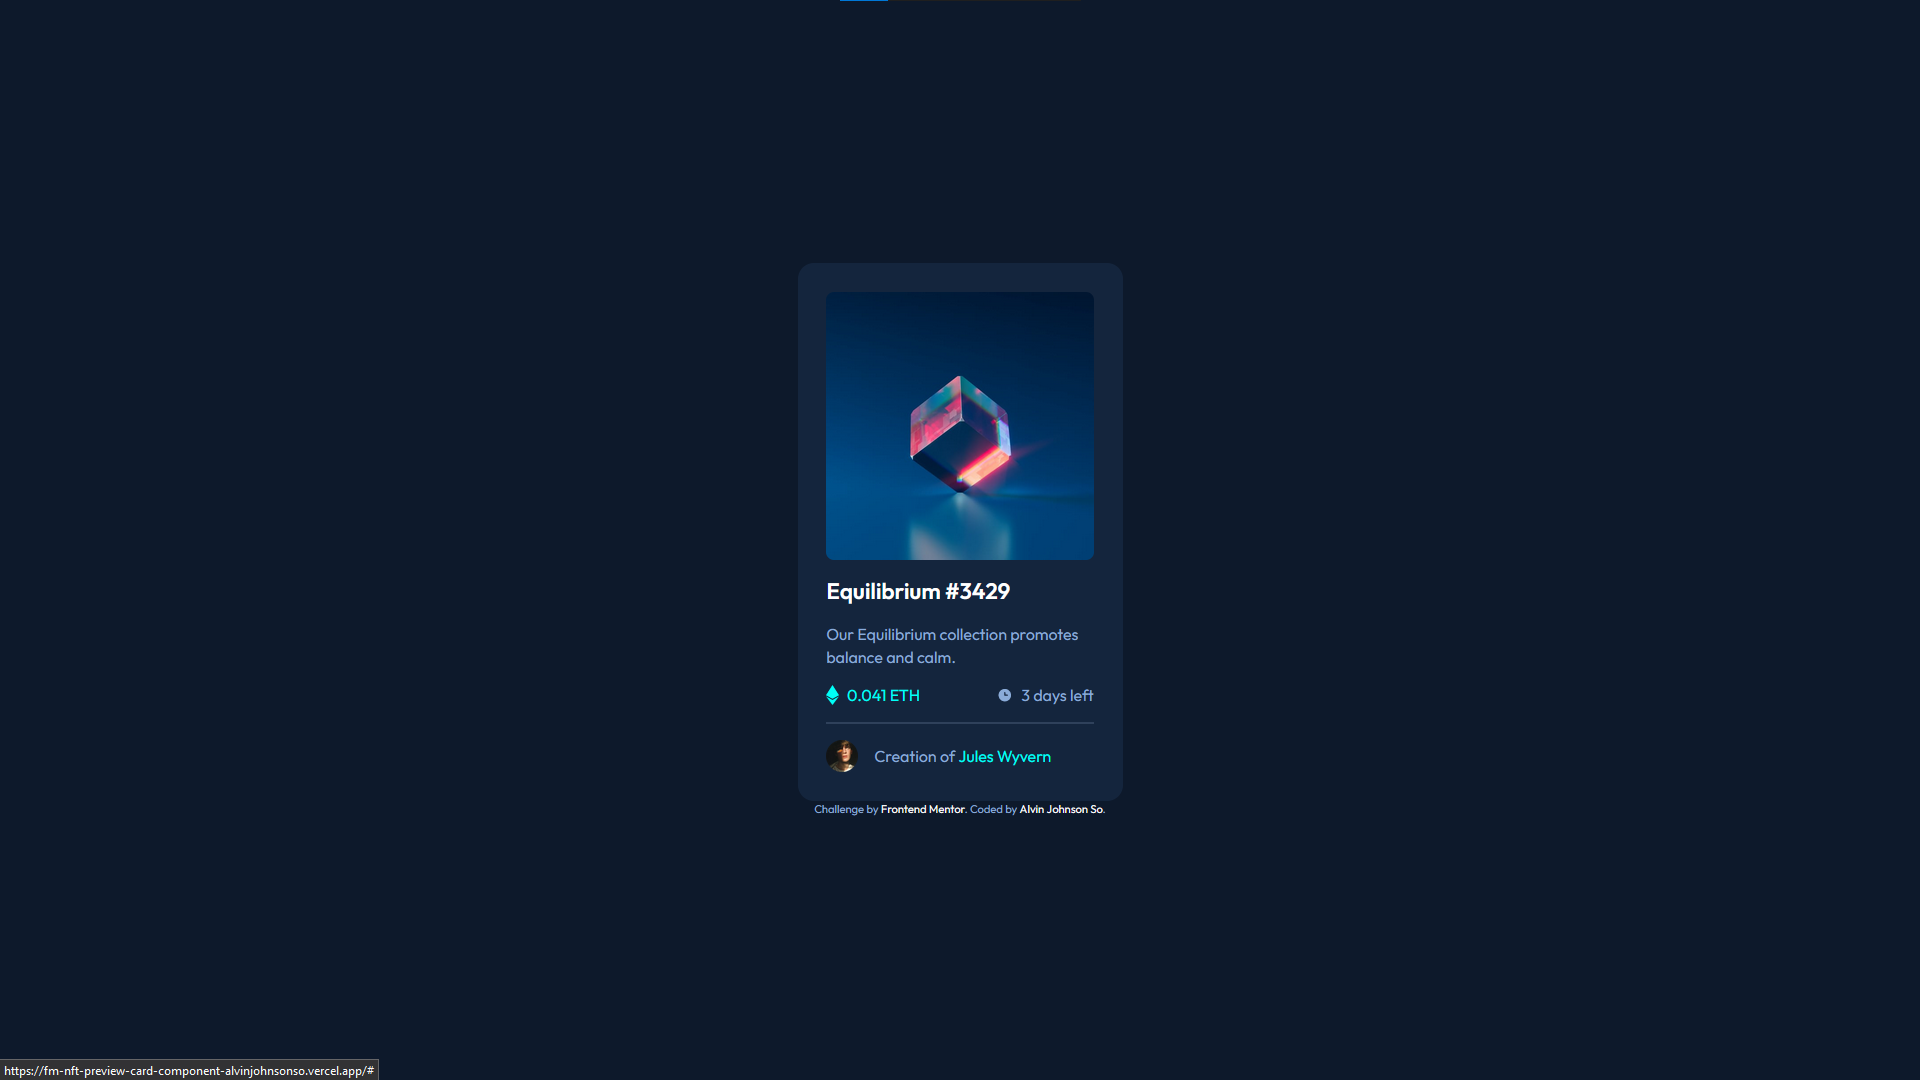 Equilibrium #3429
Our Equilibrium collection promotes
balance and calm.
0.041 ETH
3 days left
Creation of Jules Wyvern
Challenge by Frontend Mentor. Coded by Alvin Johnson So.
https://fm-nft-preview-card-component-alvinjohnsonso.vercel.app/#